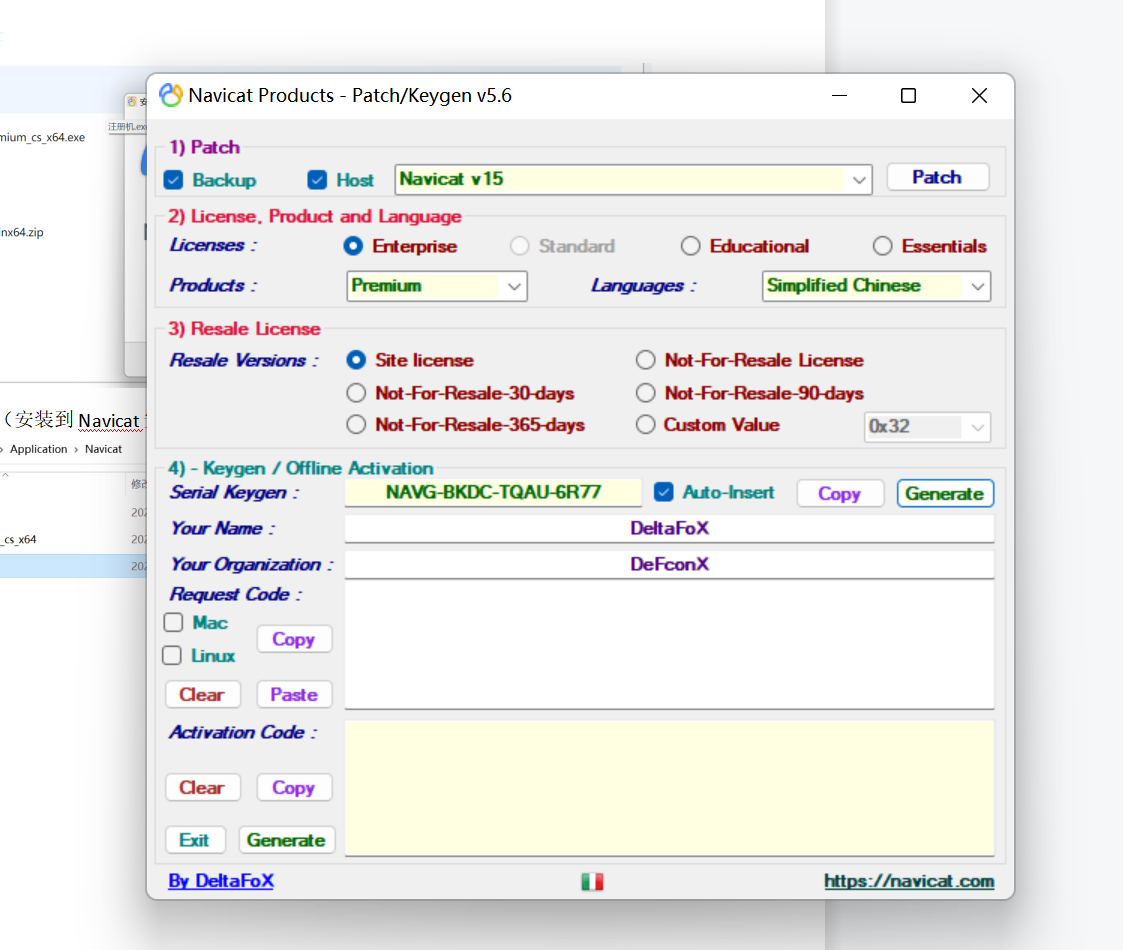 Navicat Products - Patch/Keygen v5.6
注册机.exe
mium_cs_x64.exe
1) Patch
Backup Host Navicat v15 Patch
2) License, Product and Language
nx64.zip
Licenses : Enterprise Standard Educational Essentials
Products : Premium Languages : Simplified Chinese
3) Resale License
Resale Versions : Site license Not-For-Resale License
Not-For-Resale-30-days Not-For-Resale-90-days
Not-For-Resale-365-days Custom Value 0x32
（安装到 Navicat
Application › Navicat
4) - Keygen / Offline Activation
Serial Keygen : NAVG-BKDC-TQAU-6R77 Auto-Insert Copy Generate
Your Name : DeltaFoX
_cs_x64
Your Organization : DeFconX
Request Code :
Mac
Copy
Linux
Clear Paste
Activation Code :
Clear Copy
Exit Generate
By DeltaFoX https://navicat.com